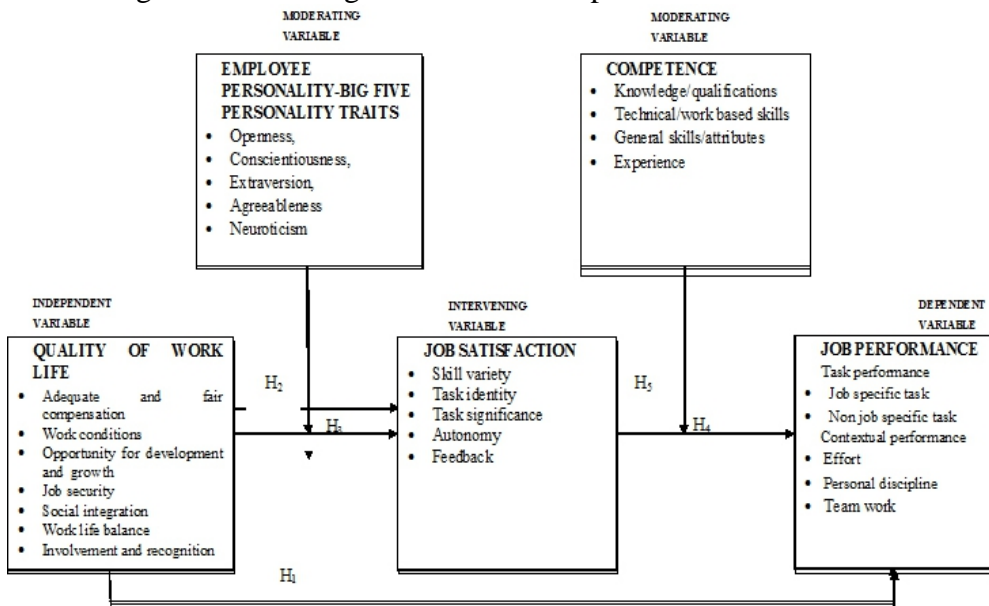 MODERATING
VARIABLE
EMPLOYEE
PERSONALITY-BIG FIVE
PERSONALITY TRAITS
• Openness,
• Conscientiousness,
• Extraversion,
• Agreeableness
• Neuroticism
MODERATING
VARIABLE
COMPETENCE
• Knowledge/qualifications
• Technical/work based skills
• General skills/attributes
• Experience
INDEPENDENT
VARIABLE
QUALITY OF WORK
LIFE
• Adequate and fair
compensation
• Work conditions
• Opportunity for development
and growth
• Job security
• Social integration
• Work life balance
• Involvement and recognition
H2
H3
INTERVENING
VARIABLE
JOB SATISFACTION
• Skill variety
• Task identity
• Task significance
• Autonomy
• Feedback
H5
H4
DEPENDENT
VARIABLE
JOB PERFORMANCE
Task performance
• Job specific task
• Non job specific task
Contextual performance
• Effort
• Personal discipline
• Team work
H1